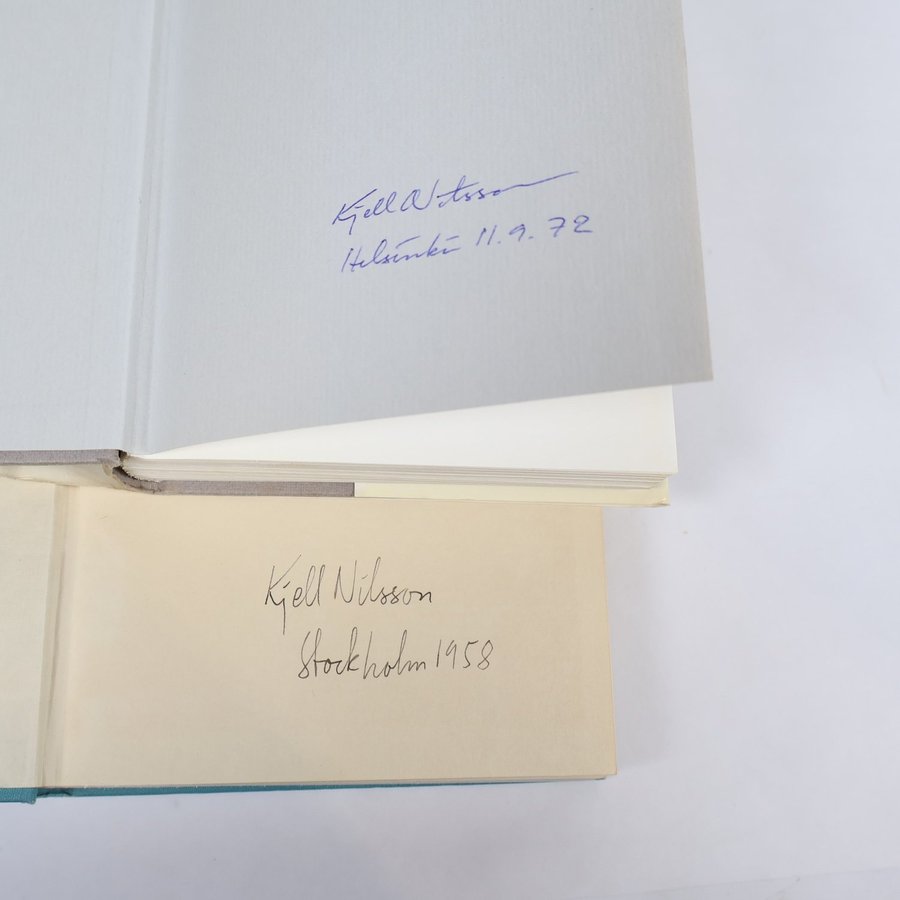 Kjell Nilsson
Helsinki 11.9.72
Kjell Nilsson
Stockholm 1958